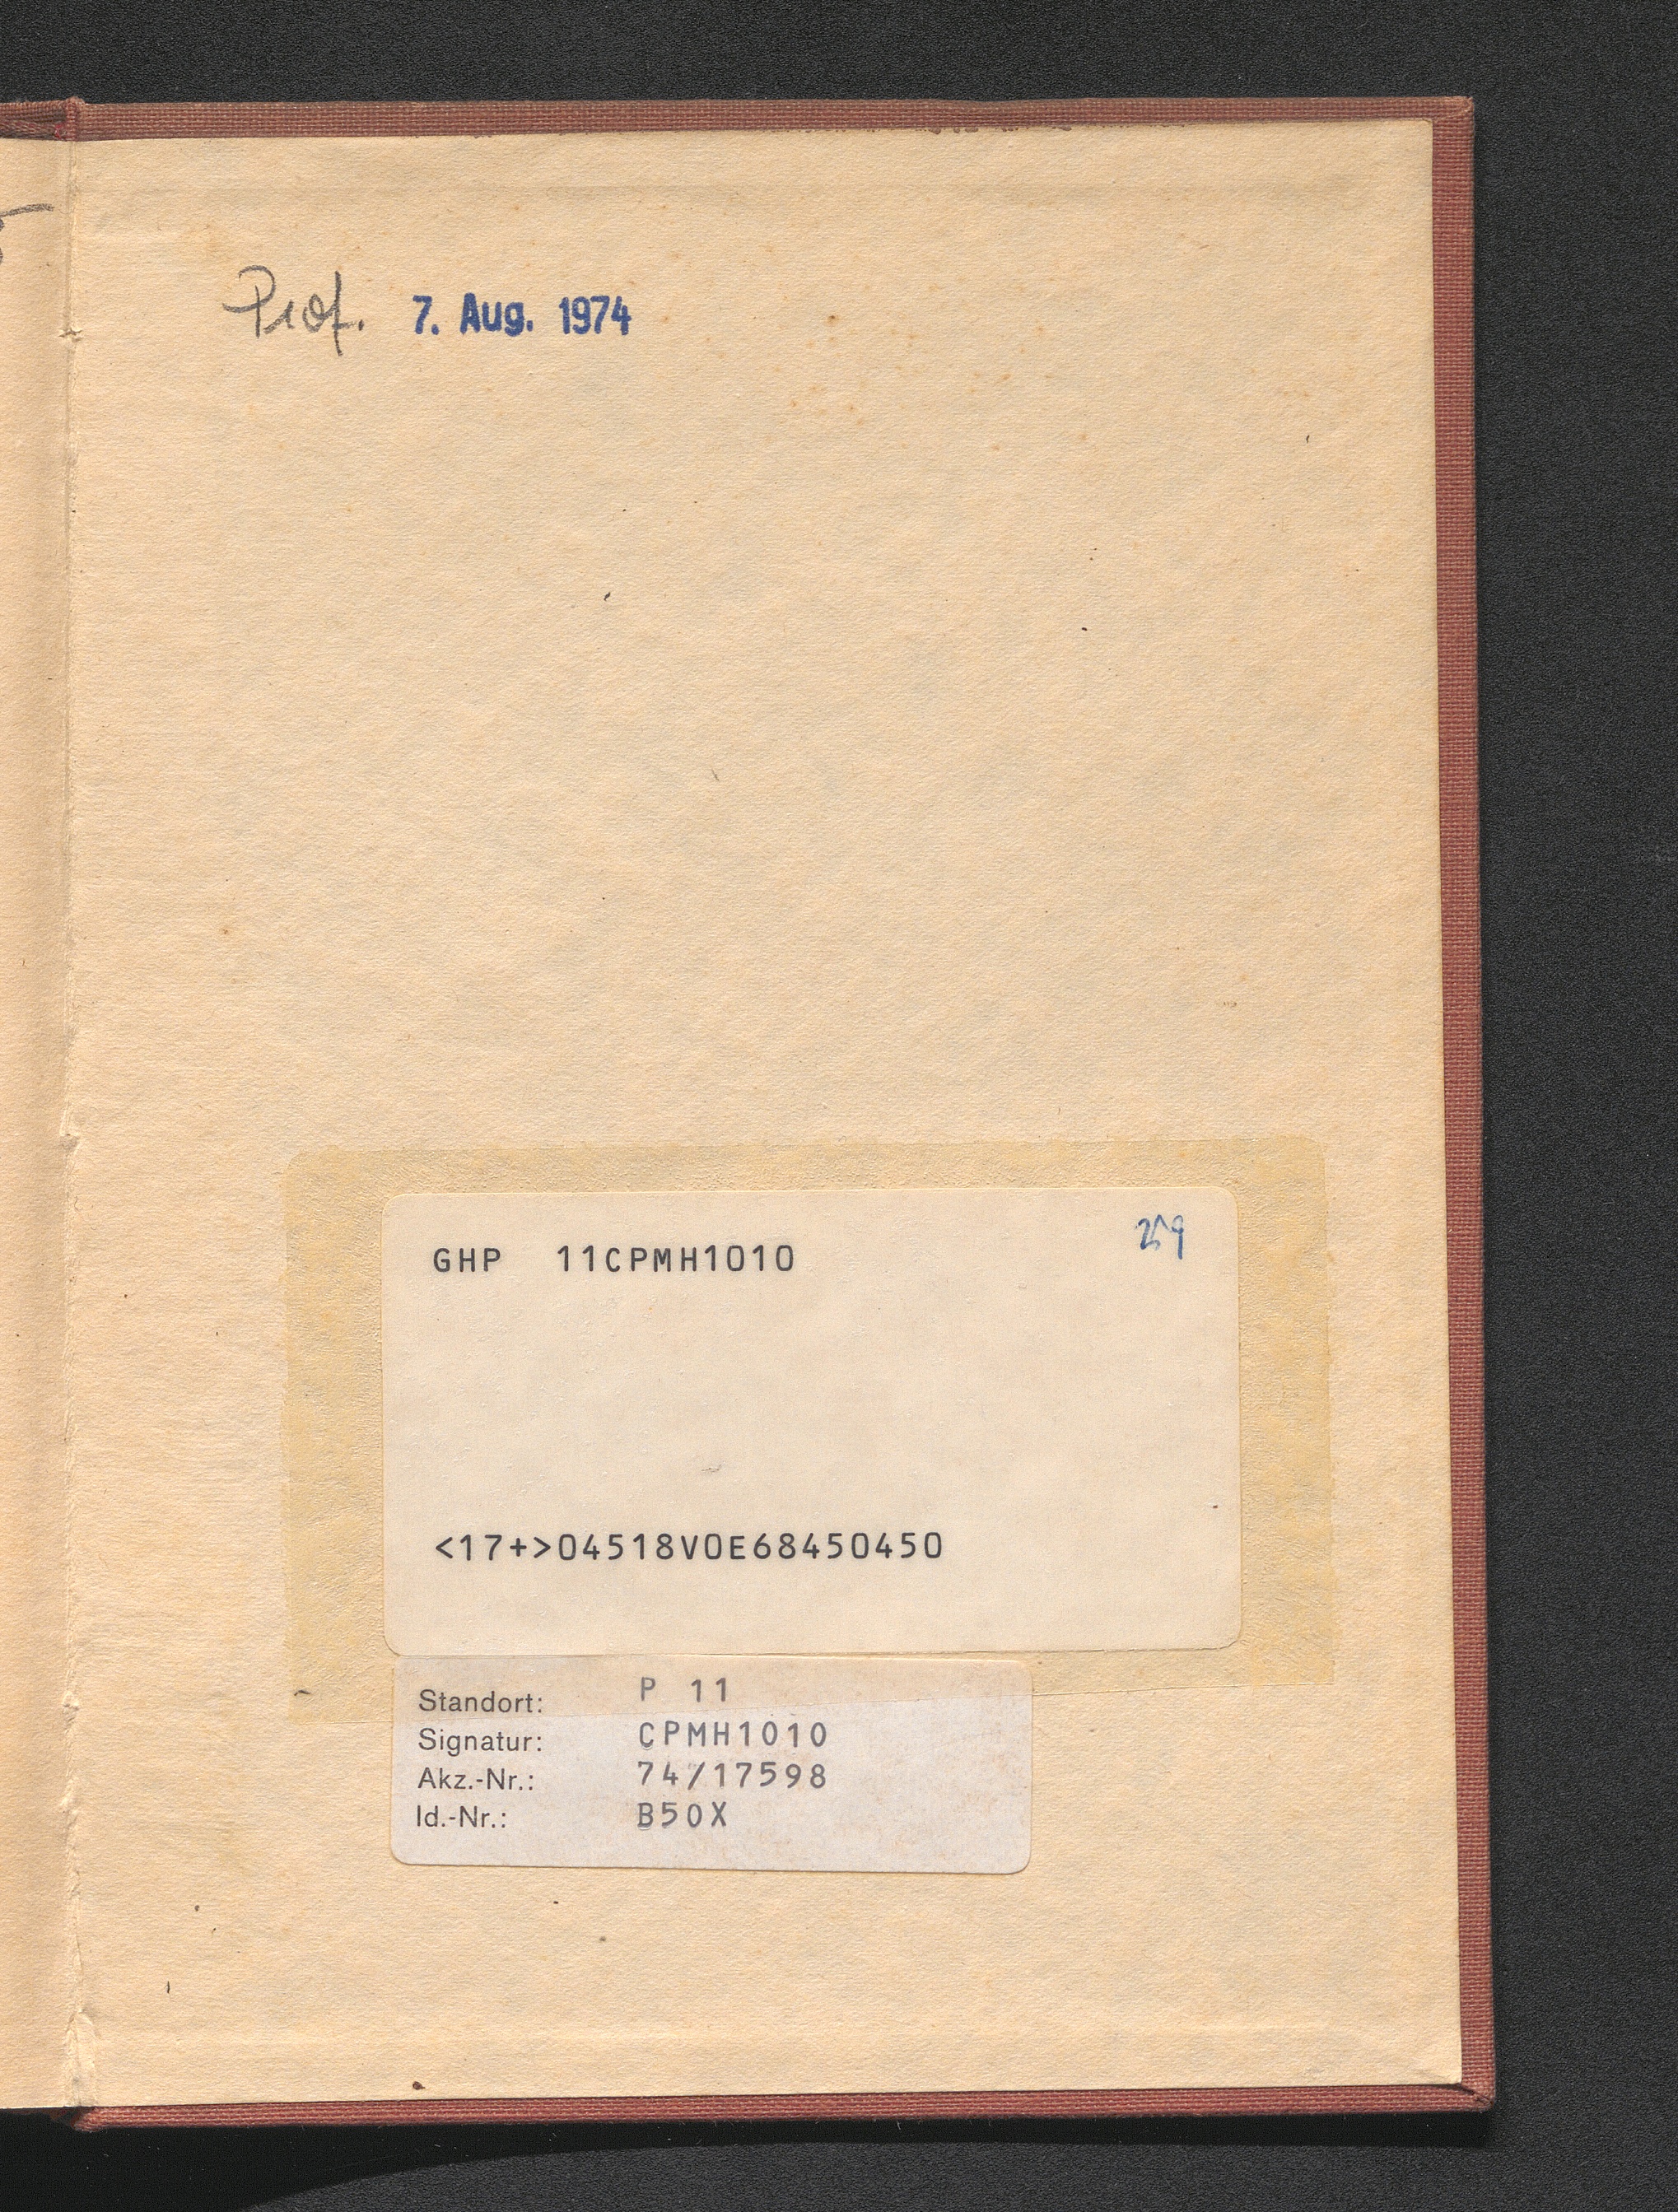 Prof. 7. Aug. 1974
GHP 11CPMH1010
259
<17+>04518V0E68450450
Standort: P 11
Signatur: CPMH1010
Akz.-Nr.: 74/17598
Id.-Nr.: B50X